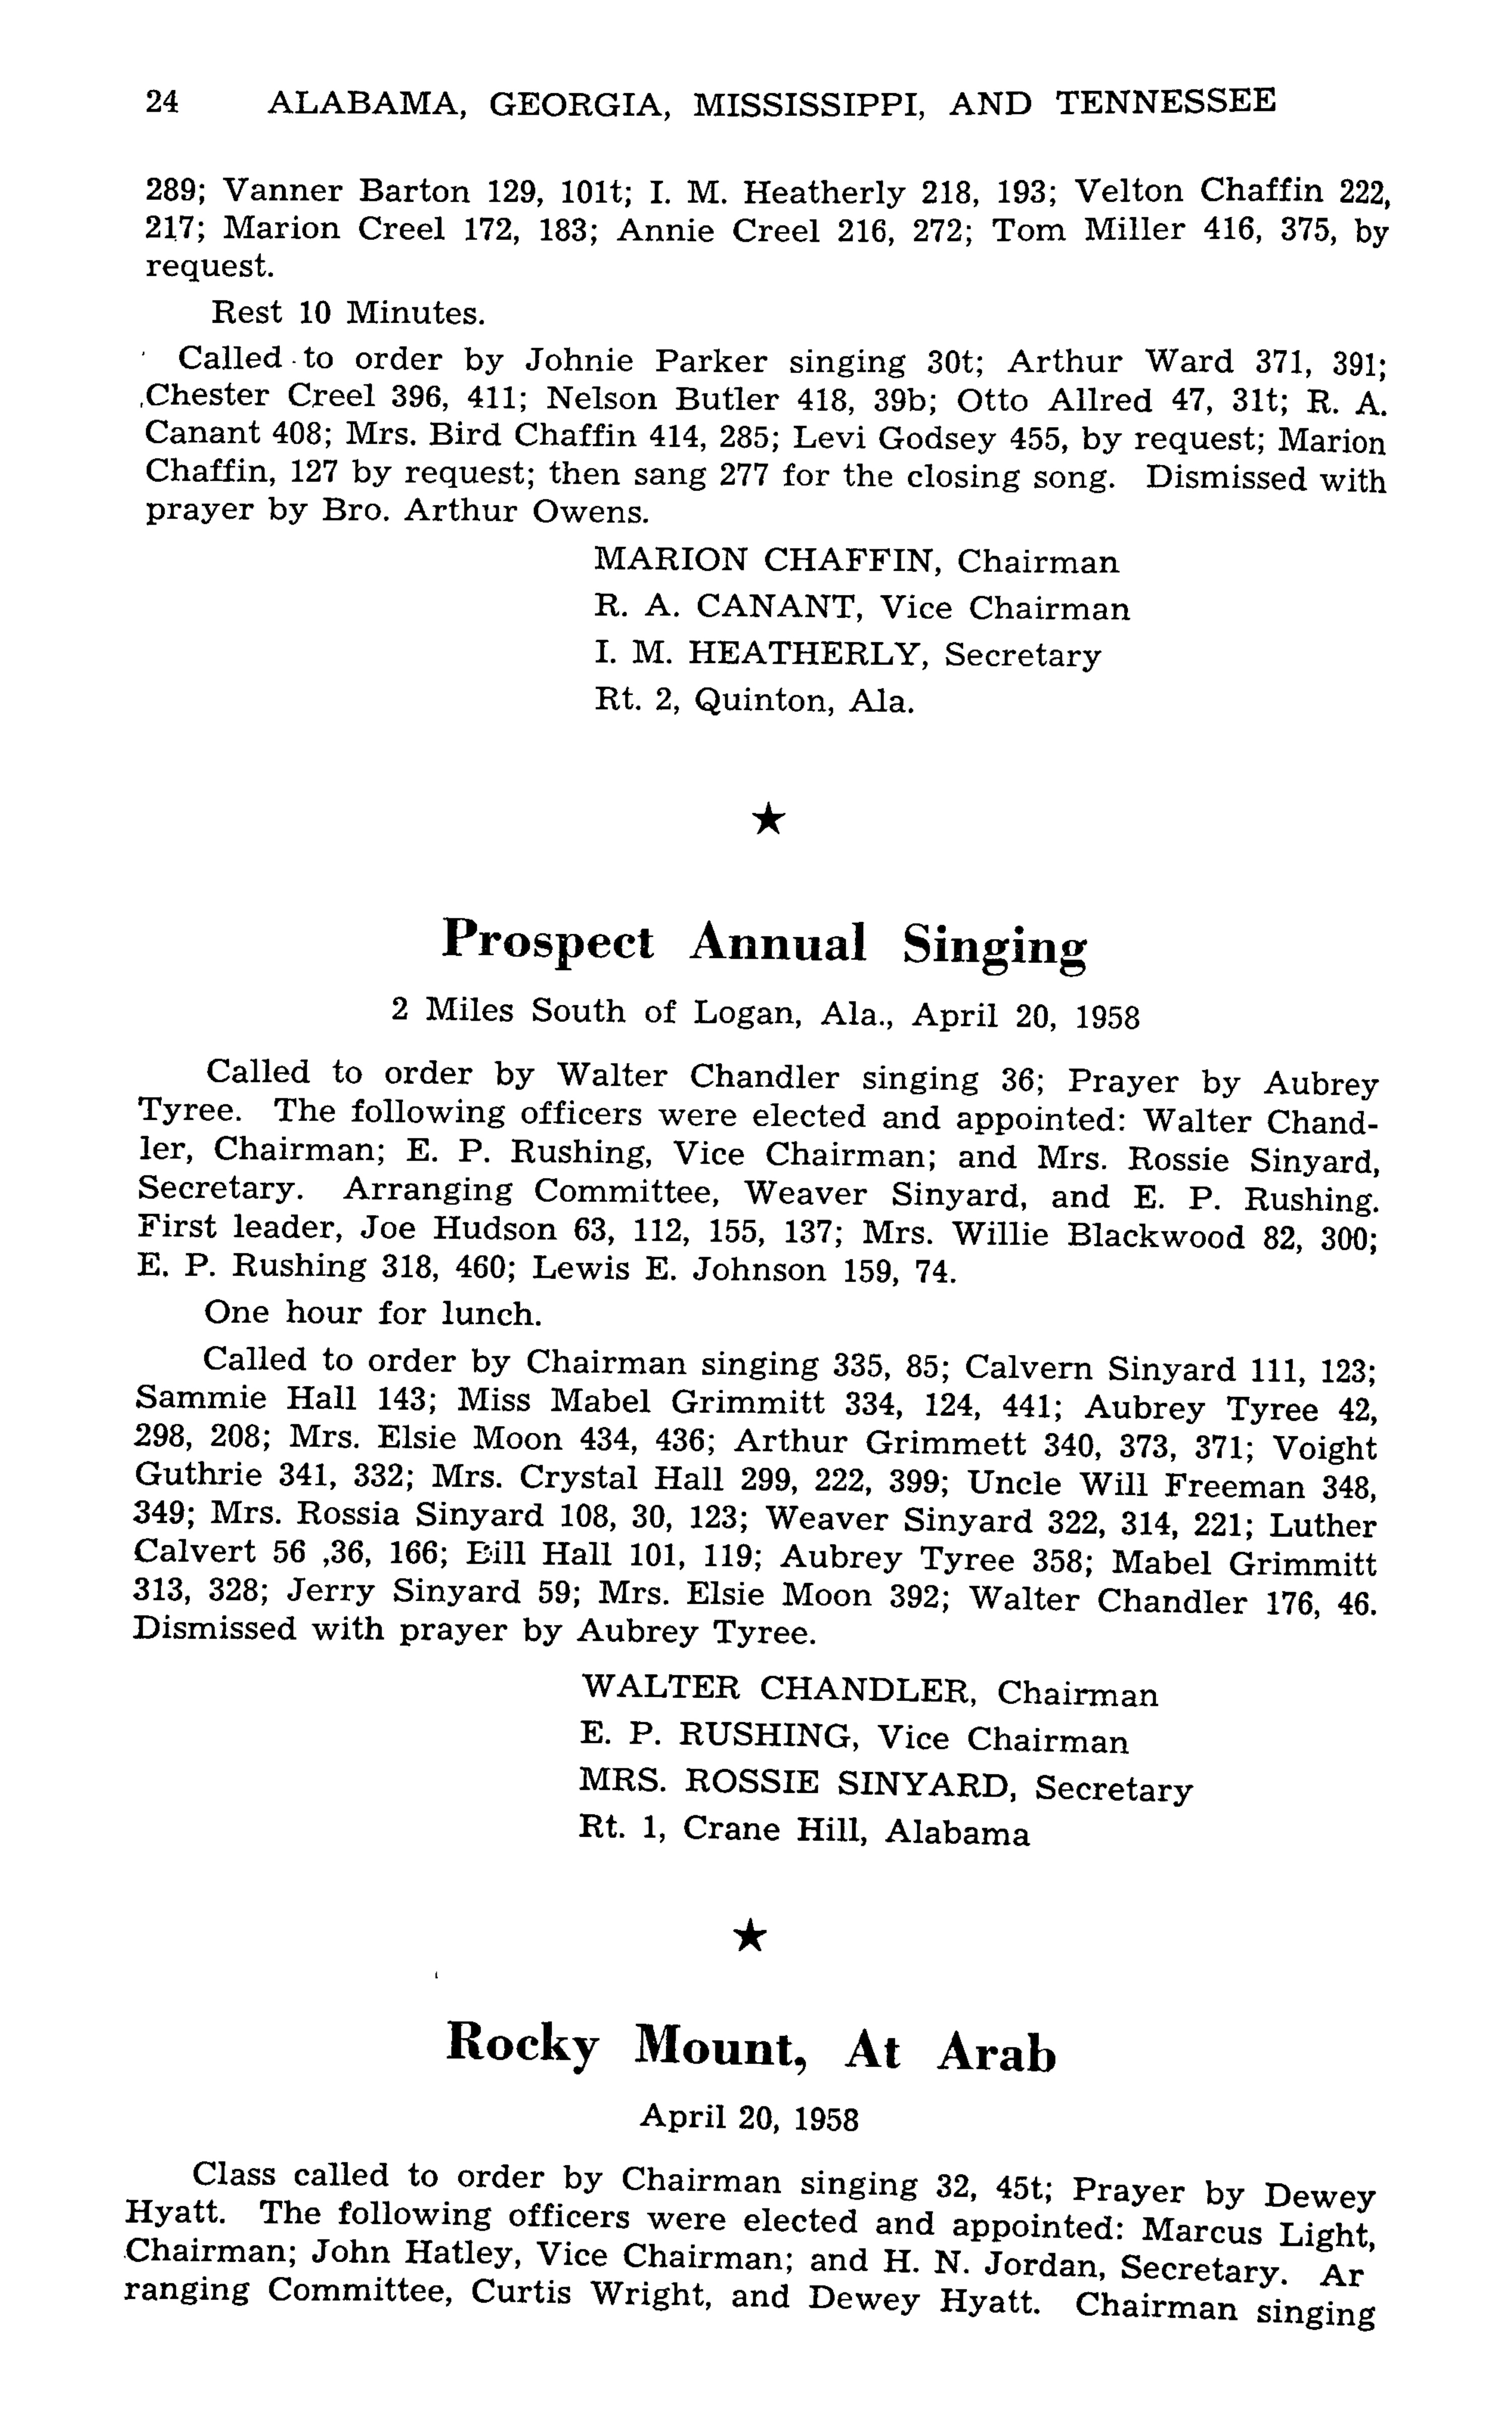 24 ALABAMA, GEORGIA, MISSISSIPPI, AND TENNESSEE
289; Vanner Barton 129, 101t; I. M. Heatherly 218, 193; Velton Chaffin 222,
217; Marion Creel 172, 183; Annie Creel 216, 272; Tom Miller 416, 375, by
request.
Rest 10 Minutes.
Called to order by Johnie Parker singing 30t; Arthur Ward 371, 391;
Chester Creel 396, 411; Nelson Butler 418, 39b; Otto Allred 47, 31t; R. A.
Canant 408; Mrs. Bird Chaffin 414, 285; Levi Godsey 455, by request; Marion
Chaffin, 127 by request; then sang 277 for the closing song. Dismissed with
prayer by Bro. Arthur Owens.
MARION CHAFFIN, Chairman
R. A. CANANT, Vice Chairman
I. M. HEATHERLY, Secretary
Rt. 2, Quinton, Ala.
★
Prospect Annual Singing
2 Miles South of Logan, Ala., April 20, 1958
Called to order by Walter Chandler singing 36; Prayer by Aubrey
Tyree. The following officers were elected and appointed: Walter Chand-
ler, Chairman; E. P. Rushing, Vice Chairman; and Mrs. Rossie Sinyard,
Secretary. Arranging Committee, Weaver Sinyard, and E. P. Rushing.
First leader, Joe Hudson 63, 112, 155, 137; Mrs. Willie Blackwood 82, 300;
E. P. Rushing 318, 460; Lewis E. Johnson 159, 74.
One hour for lunch.
Called to order by Chairman singing 335, 85; Calvern Sinyard 111, 123;
Sammie Hall 143; Miss Mabel Grimmitt 334, 124, 441; Aubrey Tyree 42,
298, 208; Mrs. Elsie Moon 434, 436; Arthur Grimmett 340, 373, 371; Voight
Guthrie 341, 332; Mrs. Crystal Hall 299, 222, 399; Uncle Will Freeman 348,
349; Mrs. Rossia Sinyard 108, 30, 123; Weaver Sinyard 322, 314, 221; Luther
Calvert 56 ,36, 166; Bill Hall 101, 119; Aubrey Tyree 358; Mabel Grimmitt
313, 328; Jerry Sinyard 59; Mrs. Elsie Moon 392; Walter Chandler 176, 46.
Dismissed with prayer by Aubrey Tyree.
WALTER CHANDLER, Chairman
E. P. RUSHING, Vice Chairman
MRS. ROSSIE SINYARD, Secretary
Rt. 1, Crane Hill, Alabama
★
Rocky Mount, At Arab
April 20, 1958
Class called to order by Chairman singing 32, 45t; Prayer by Dewey
Hyatt. The following officers were elected and appointed: Marcus Light,
Chairman; John Hatley, Vice Chairman; and H. N. Jordan, Secretary. Ar
ranging Committee, Curtis Wright, and Dewey Hyatt. Chairman singing